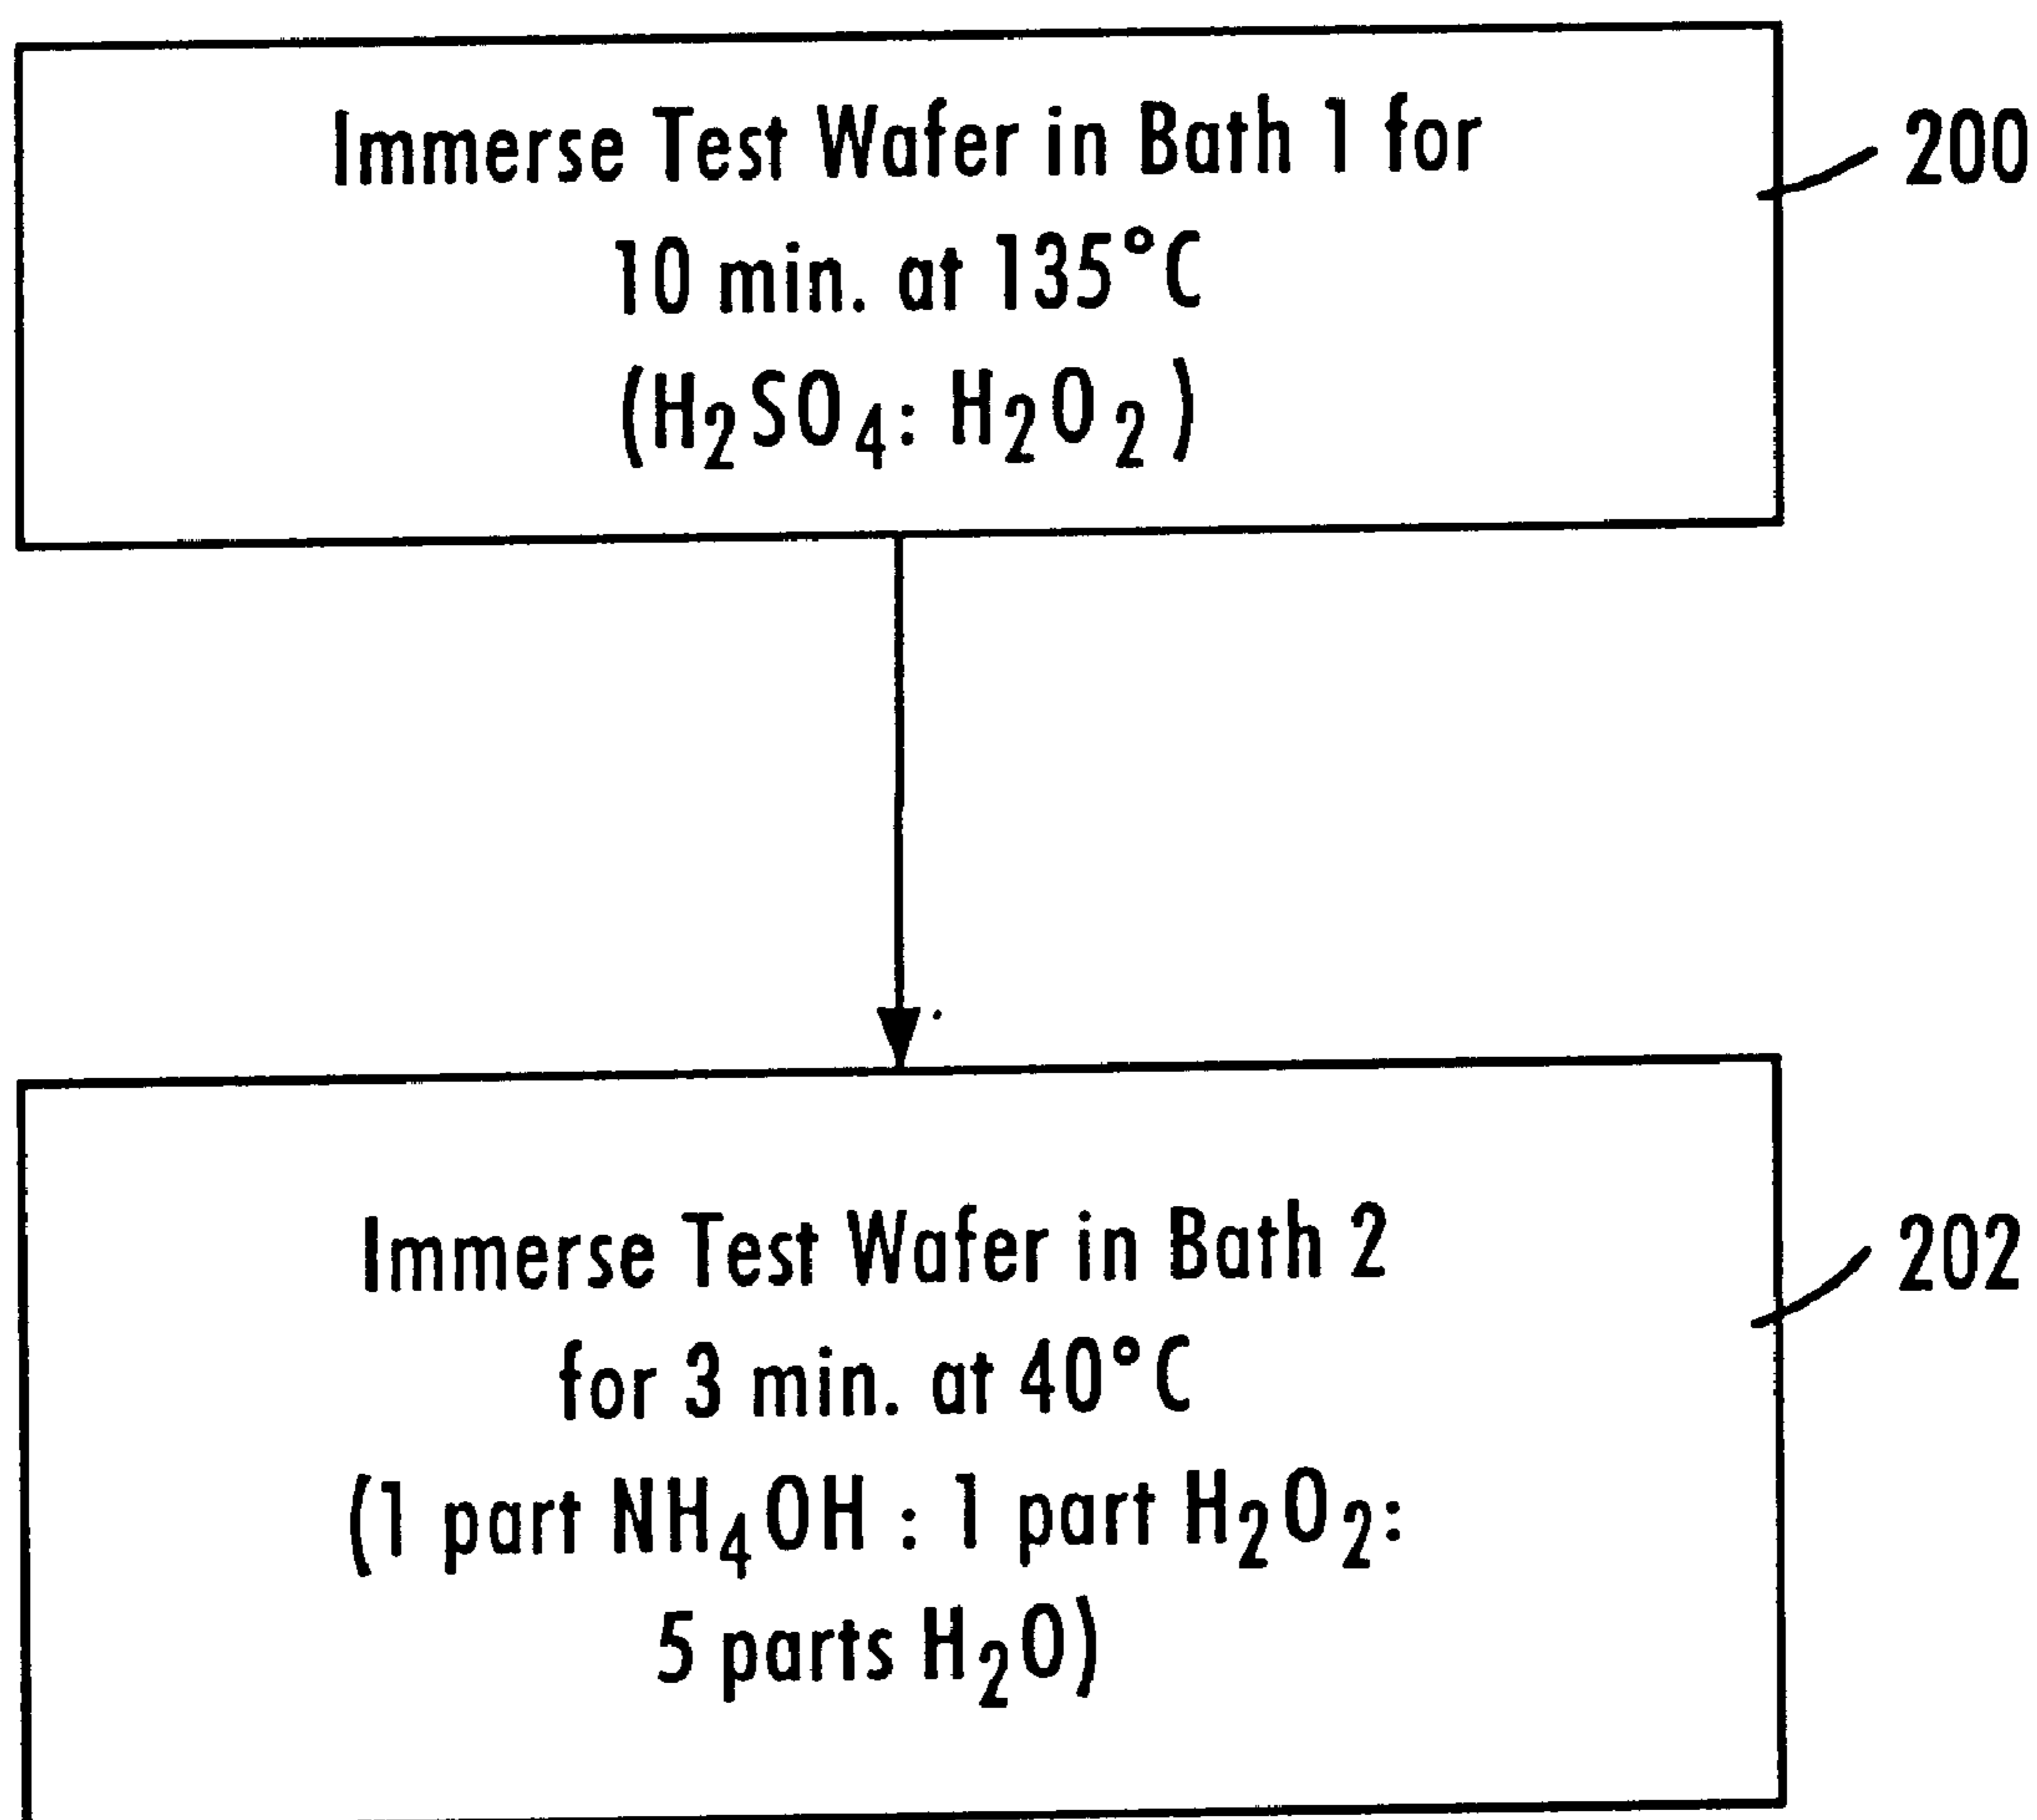 Immerse Test Wafer in Bath 1 for
10 min. at 135°C
(H₂SO₄: H₂O₂)
200
Immerse Test Wafer in Bath 2
for 3 min. at 40°C
(1 part NH₄OH : 1 part H₂O₂:
5 parts H₂O)
202